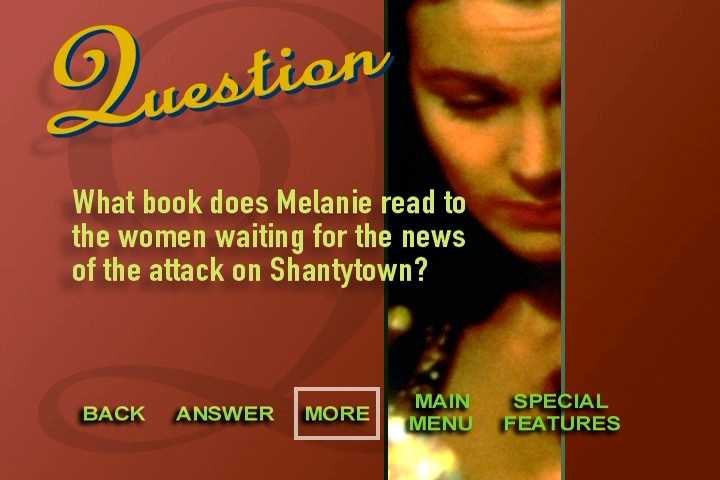 Question
What book does Melanie read to
the women waiting for the news
of the attack on Shantytown?
BACK ANSWER MORE MAIN MENU SPECIAL FEATURES